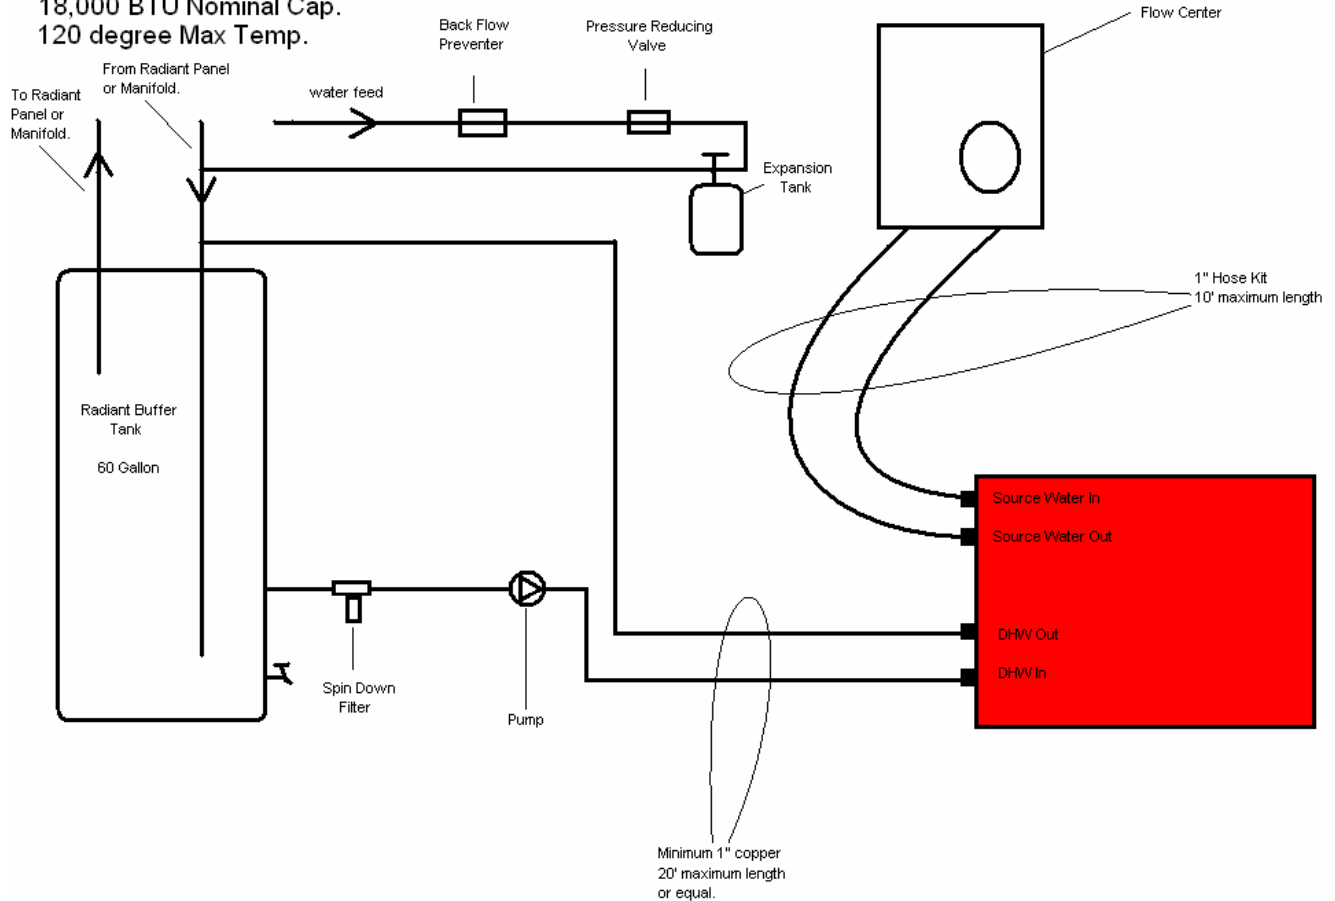 18,000 BTU Nominal Cap.
120 degree Max Temp.
Back Flow
Preventer
Pressure Reducing
Valve
Flow Center
From Radiant Panel
or Manifold.
To Radiant
Panel or
Manifold.
water feed
Expansion
Tank
1" Hose Kit
10' maximum length
Radiant Buffer
Tank
60 Gallon
Source Water In
Source Water Out
DHW Out
DHW In
Spin Down
Filter
Pump
Minimum 1" copper
20' maximum length
or equal.